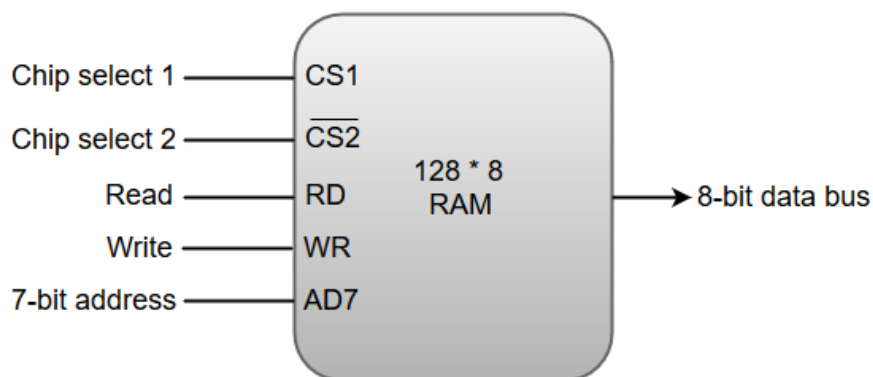 Chip select 1
CS1
Chip select 2
C̅S̅2̅
Read
RD
128 * 8
RAM
8-bit data bus
Write
WR
7-bit address
AD7